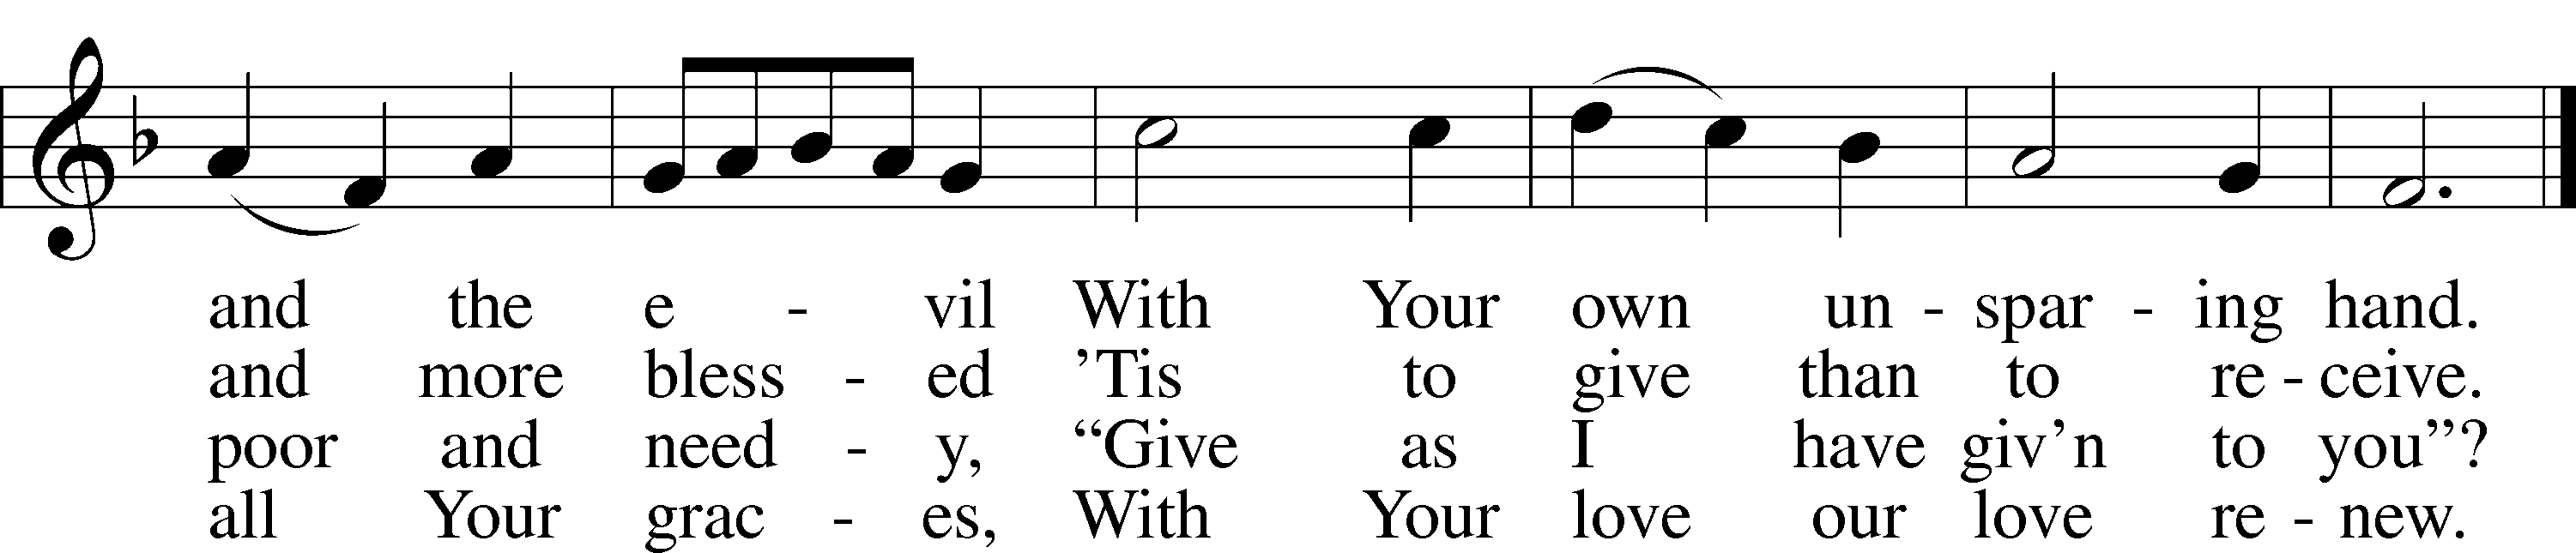 and the e - vil With Your own un - spar - ing hand.
and more bless - ed ’Tis to give than to re - ceive.
poor and need - y, “Give as I have giv’n to you”?
all Your grac - es, With Your love our love re - new.